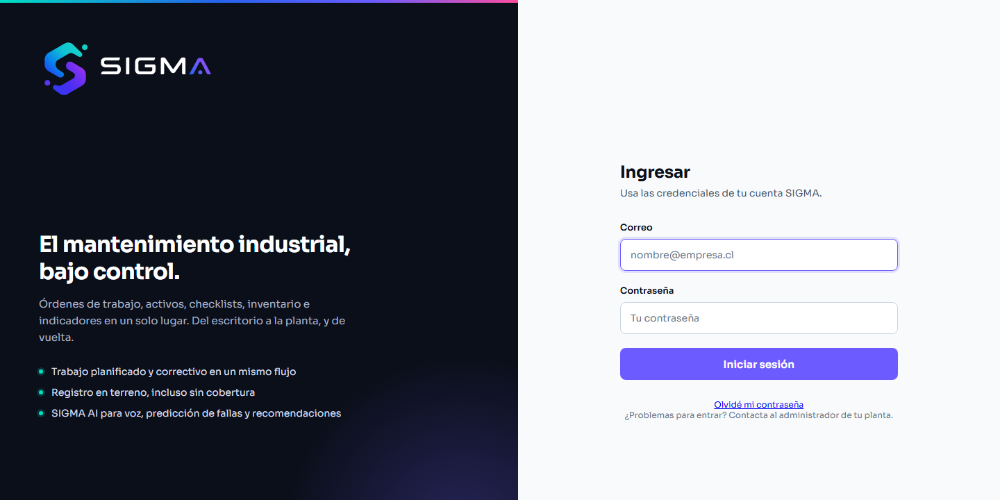 SIGMA
El mantenimiento industrial,
bajo control.
Órdenes de trabajo, activos, checklists, inventario e
indicadores en un solo lugar. Del escritorio a la planta, y de
vuelta.
Trabajo planificado y correctivo en un mismo flujo
Registro en terreno, incluso sin cobertura
SIGMA AI para voz, predicción de fallas y recomendaciones
Ingresar
Usa las credenciales de tu cuenta SIGMA.
Correo
nombre@empresa.cl
Contraseña
Tu contraseña
Iniciar sesión
Olvidé mi contraseña
¿Problemas para entrar? Contacta al administrador de tu planta.